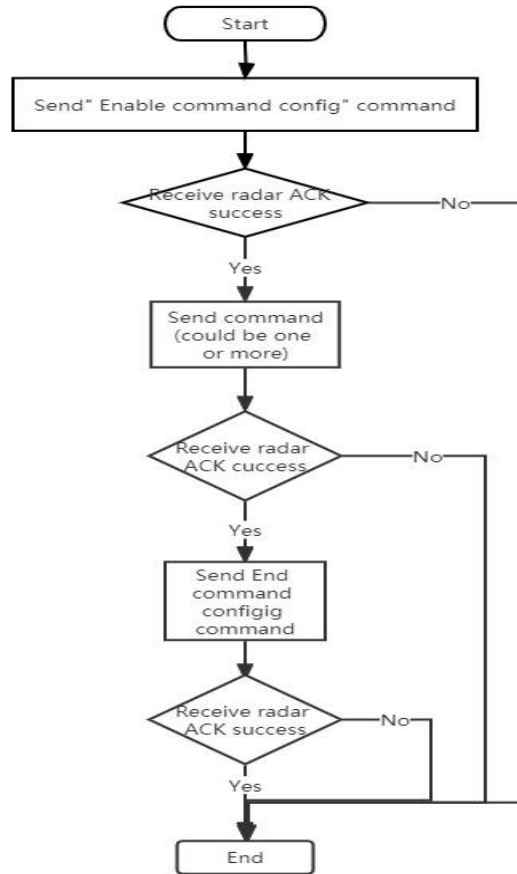 Start
Send" Enable command config" command
Receive radar ACK
success
No
Yes
Send command
(could be one
or more)
Receive radar
ACK cuccess
No
Yes
Send End
command
configig
command
Receive radar
ACK success
No
Yes
End